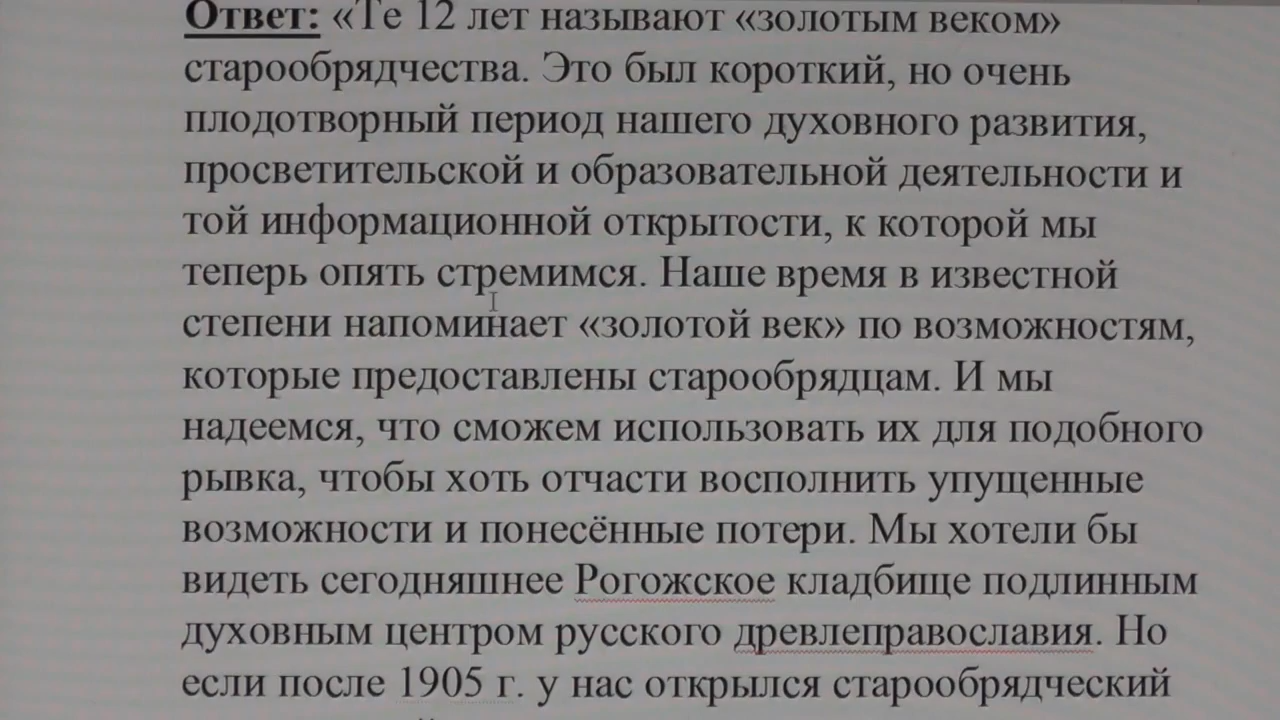 Ответ: «Те 12 лет называют «золотым веком»
старообрядчества. Это был короткий, но очень
плодотворный период нашего духовного развития,
просветительской и образовательной деятельности и
той информационной открытости, к которой мы
теперь опять стремимся. Наше время в известной
степени напоминает «золотой век» по возможностям,
которые предоставлены старообрядцам. И мы
надеемся, что сможем использовать их для подобного
рывка, чтобы хоть отчасти восполнить упущенные
возможности и понесённые потери. Мы хотели бы
видеть сегодняшнее Рогожское кладбище подлинным
духовным центром русского древлеправославия. Но
если после 1905 г. у нас открылся старообрядческий